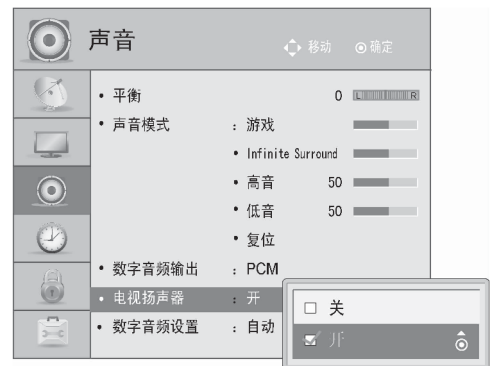 声音
移动 ◎确定
• 平衡 0 L R
• 声音模式 : 游戏
• Infinite Surround
• 高音 50
• 低音 50
• 复位
• 数字音频输出 : PCM
• 电视扬声器 : 开
• 数字音频设置 : 自动
关
开